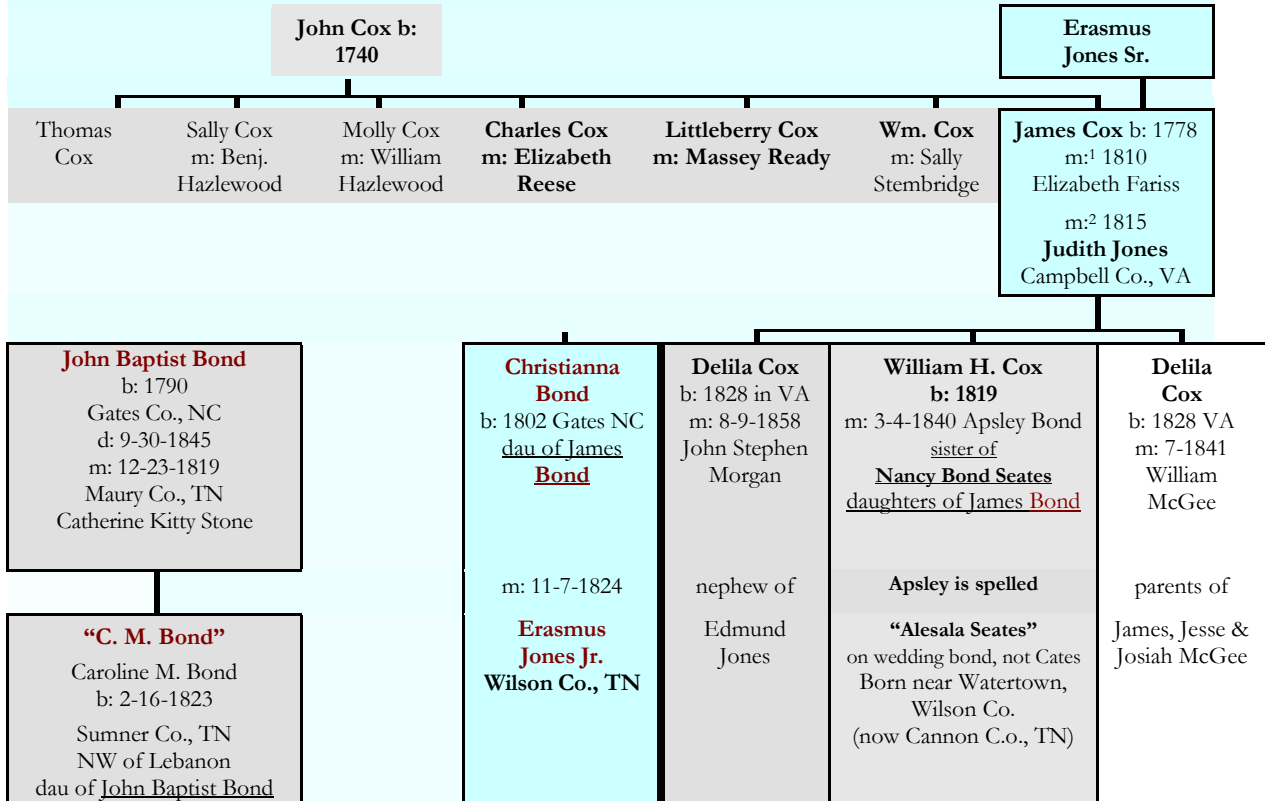 John Cox b:
1740
Erasmus
Jones Sr.
Thomas
Cox
Sally Cox
m: Benj.
Hazlewood
Molly Cox
m: William
Hazlewood
Charles Cox
m: Elizabeth
Reese
Littleberry Cox
m: Massey Ready
Wm. Cox
m: Sally
Stembridge
James Cox b: 1778
m:¹ 1810
Elizabeth Fariss
m:² 1815
Judith Jones
Campbell Co., VA
John Baptist Bond
b: 1790
Gates Co., NC
d: 9-30-1845
m: 12-23-1819
Maury Co., TN
Catherine Kitty Stone
Christianna
Bond
b: 1802 Gates NC
dau of James
Bond
m: 11-7-1824
Erasmus
Jones Jr.
Wilson Co., TN
Delila Cox
b: 1828 in VA
m: 8-9-1858
John Stephen
Morgan
nephew of
Edmund
Jones
William H. Cox
b: 1819
m: 3-4-1840 Apsley Bond
sister of
Nancy Bond Seates
daughters of James Bond
Apsley is spelled
“Alesala Seates”
on wedding bond, not Cates
Born near Watertown,
Wilson Co.
(now Cannon C.o., TN)
Delila
Cox
b: 1828 VA
m: 7-1841
William
McGee
parents of
James, Jesse &
Josiah McGee
“C. M. Bond”
Caroline M. Bond
b: 2-16-1823
Sumner Co., TN
NW of Lebanon
dau of John Baptist Bond